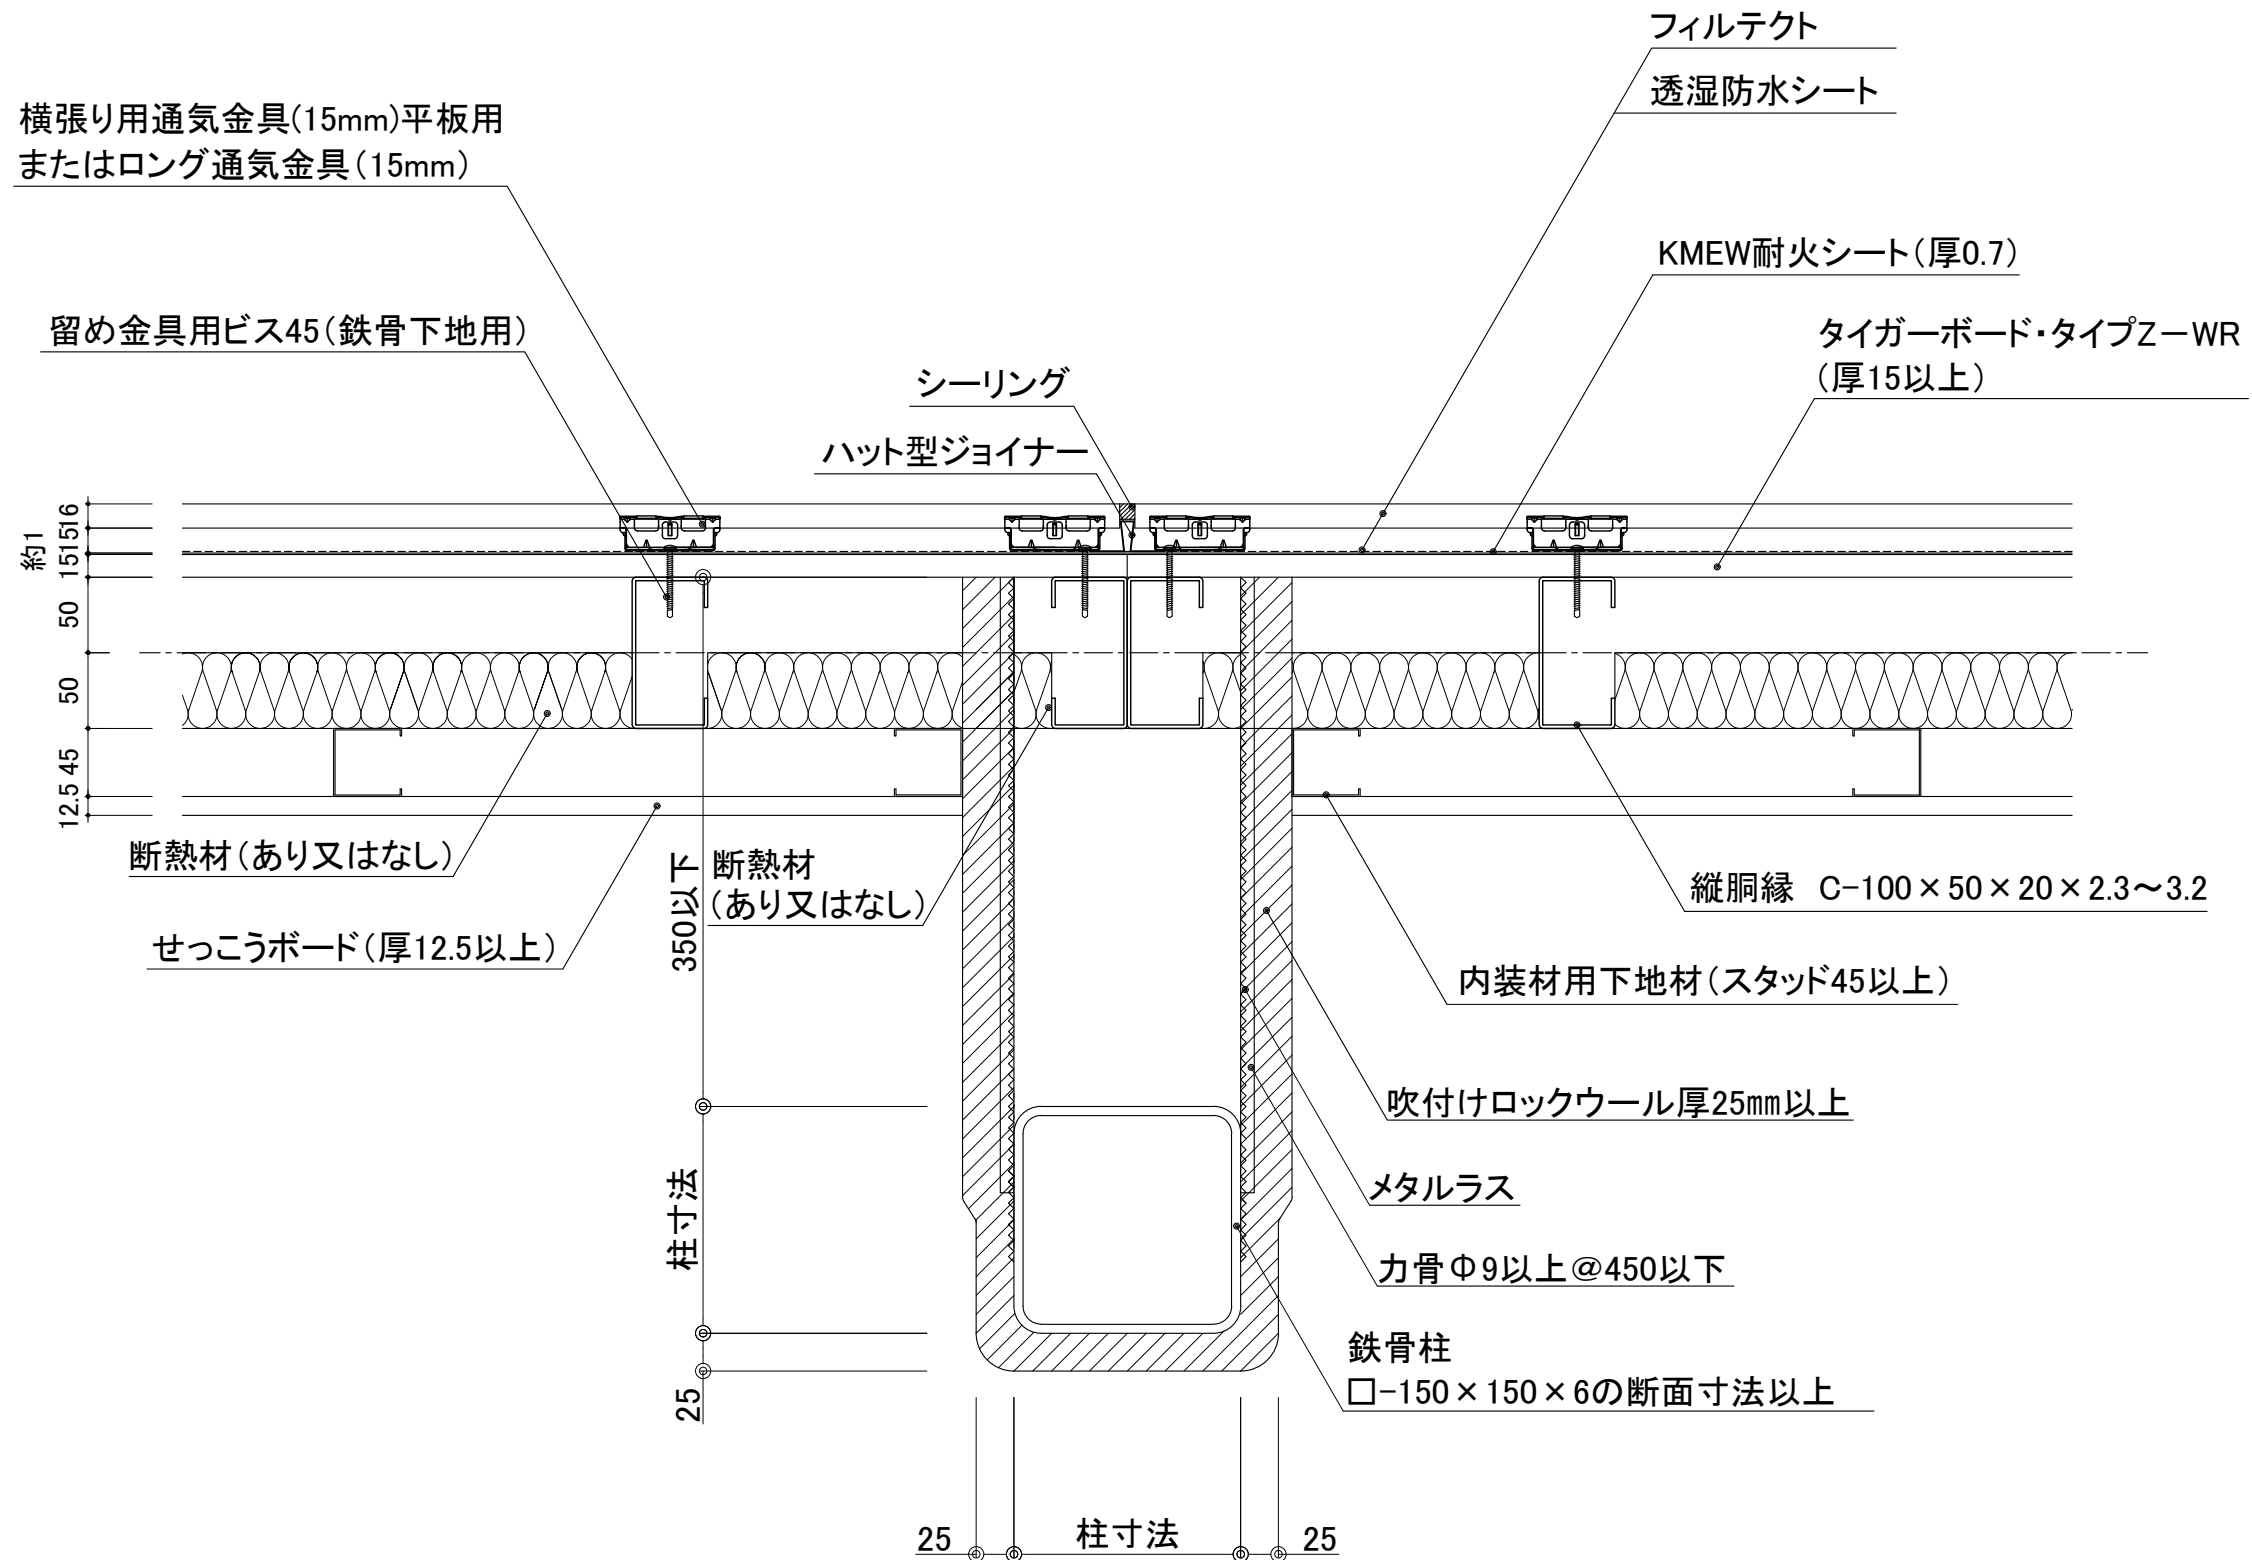 フィルテクト
透湿防水シート
横張り用通気金具(15mm)平板用
またはロング通気金具(15mm)
KMEW耐火シート(厚0.7)
留め金具用ビス45(鉄骨下地用)
タイガーボード・タイプZ－WR
(厚15以上)
シーリング
ハット型ジョイナー
16
15
約1
1
15
50
50
45
12.5
断熱材(あり又はなし)
350以下
断熱材
(あり又はなし)
縦胴縁 C-100×50×20×2.3～3.2
せっこうボード(厚12.5以上)
内装材用下地材(スタッド45以上)
吹付けロックウール厚25㎜以上
メタルラス
柱寸法
力骨Φ9以上＠450以下
鉄骨柱
□-150×150×6の断面寸法以上
25
25
柱寸法
25